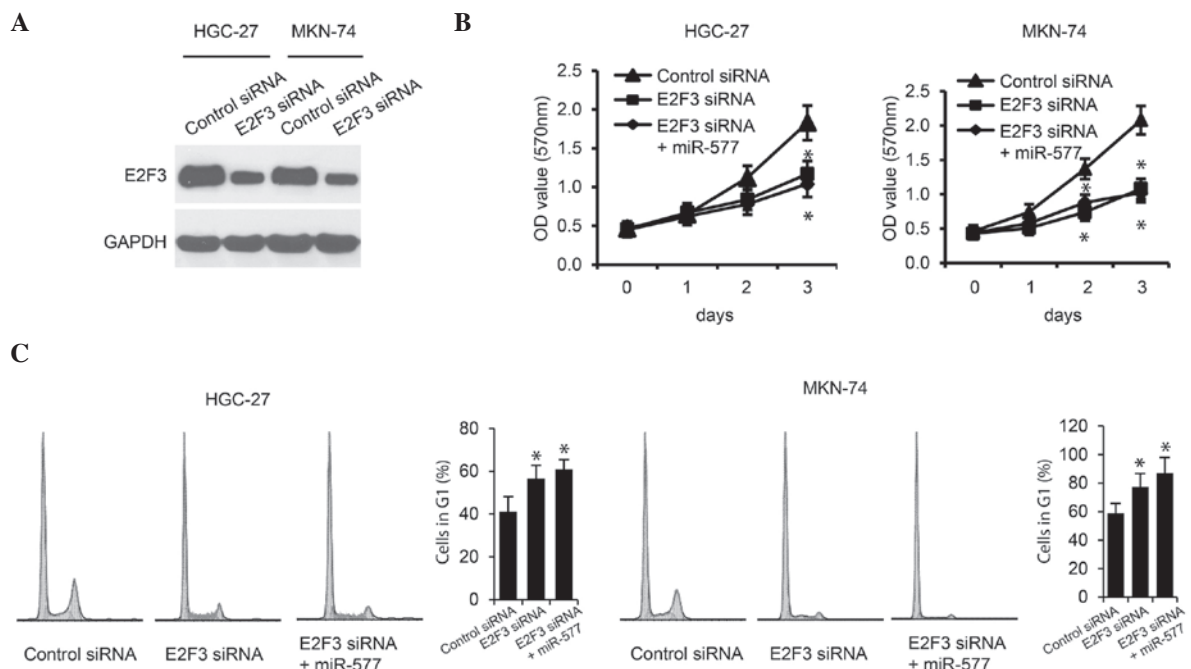 A
HGC-27 MKN-74
Control siRNA
E2F3 siRNA
Control siRNA
E2F3 siRNA
E2F3
GAPDH
B
HGC-27
2.5
2.0
1.5
1.0
0.5
0.0
OD value (570nm)
Control siRNA
E2F3 siRNA
E2F3 siRNA
+ miR-577
*
*
0 1 2 3
days
MKN-74
2.5
2.0
1.5
1.0
0.5
0.0
OD value (570nm)
Control siRNA
E2F3 siRNA
E2F3 siRNA
+ miR-577
*
*
*
*
0 1 2 3
days
C
HGC-27
Control siRNA
E2F3 siRNA
E2F3 siRNA
+ miR-577
80
60
40
20
0
Cells in G1 (%)
* *
Control siRNA
E2F3 siRNA
E2F3 siRNA
+ miR-577
MKN-74
Control siRNA
E2F3 siRNA
E2F3 siRNA
+ miR-577
120
100
80
60
40
20
0
Cells in G1 (%)
* *
Control siRNA
E2F3 siRNA
E2F3 siRNA
+ miR-577